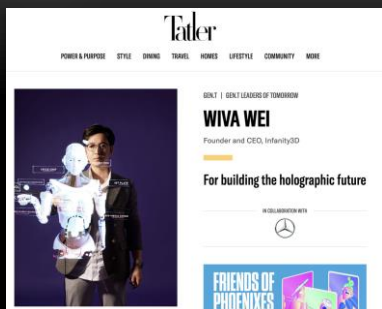 Tatler
POWER & PURPOSE STYLE DINING TRAVEL HOMES LIFESTYLE COMMUNITY MORE
GEN.T | GEN.T LEADERS OF TOMORROW
WIVA WEI
Founder and CEO, Infanity3D
For building the holographic future
IN COLLABORATION WITH
FRIENDS OF
PHOENIXES